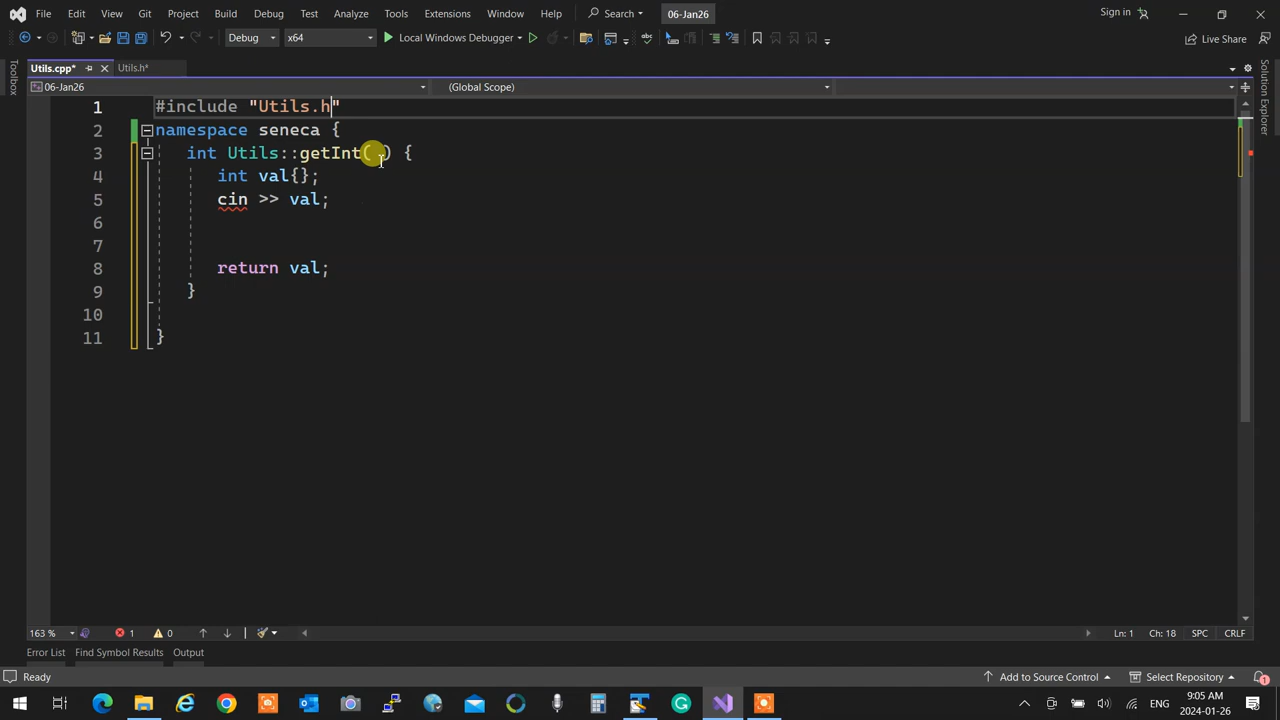 File Edit View Git Project Build Debug Test Analyze Tools Extensions Window Help Search 06-Jan26 Sign in
Debug x64 Local Windows Debugger Live Share
Toolbox
Utils.cpp* Utils.h*
Solution Explorer
06-Jan26 (Global Scope)
1 #include "Utils.h"
2 namespace seneca {
3 int Utils::getInt( ) {
4 int val{};
5 cin >> val;
6
7
8 return val;
9 }
10
11 }
163 % 1 0 Ln: 1 Ch: 18 SPC CRLF
Error List Find Symbol Results Output
Ready Add to Source Control Select Repository 1
ENG 9:05 AM
2024-01-26